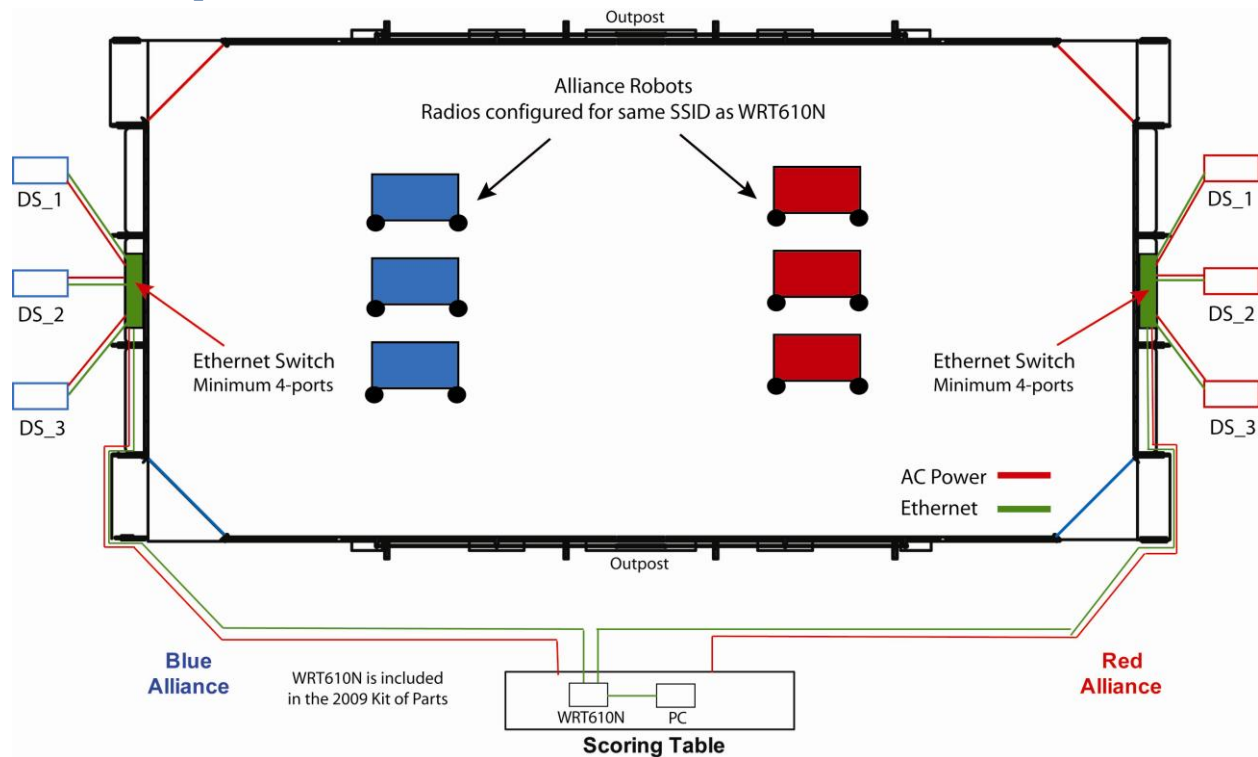 Outpost
Alliance Robots
Radios configured for same SSID as WRT610N
DS_1
DS_2
DS_3
Ethernet Switch
Minimum 4-ports
Ethernet Switch
Minimum 4-ports
DS_1
DS_2
DS_3
AC Power
Ethernet
Outpost
Blue
Alliance
WRT610N is included
in the 2009 Kit of Parts
WRT610N
PC
Scoring Table
Red
Alliance